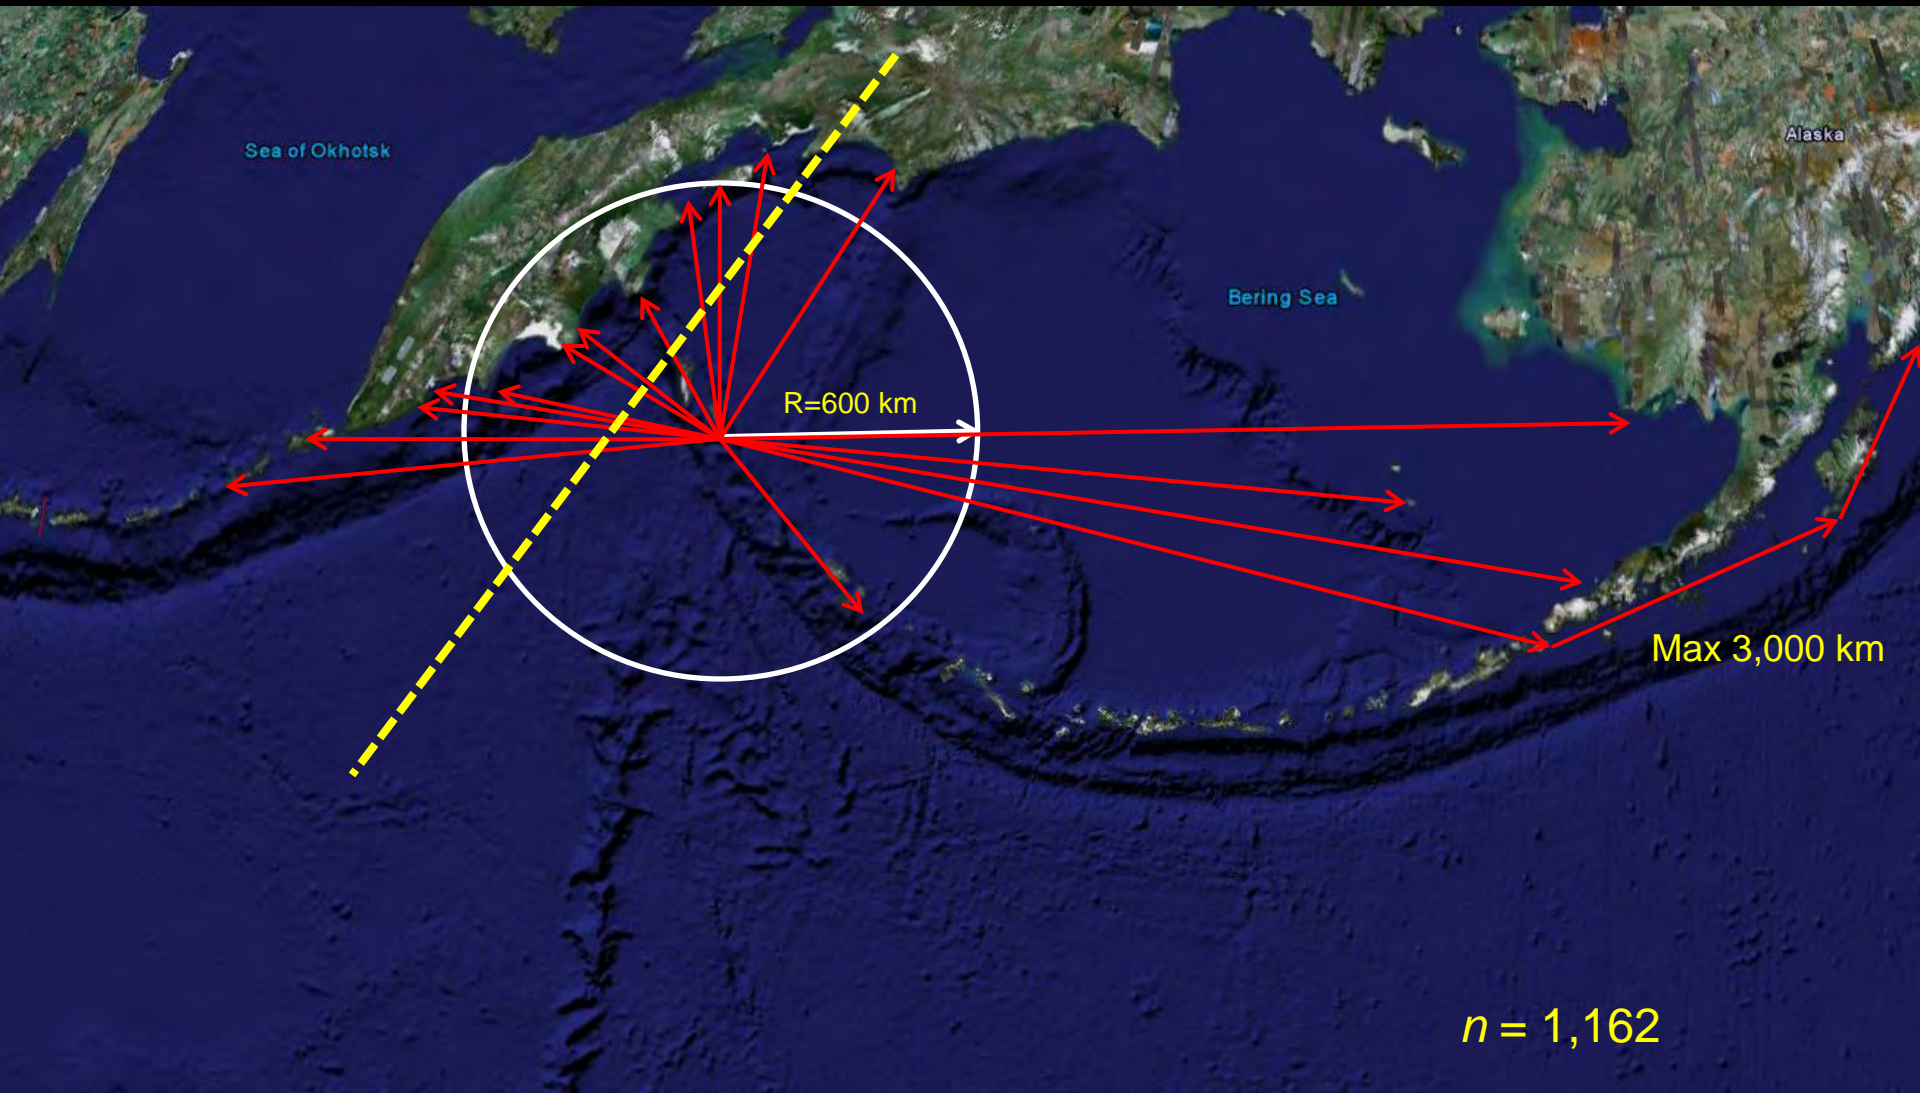 Sea of Okhotsk
Alaska
Bering Sea
R=600 km
Max 3,000 km
n = 1,162